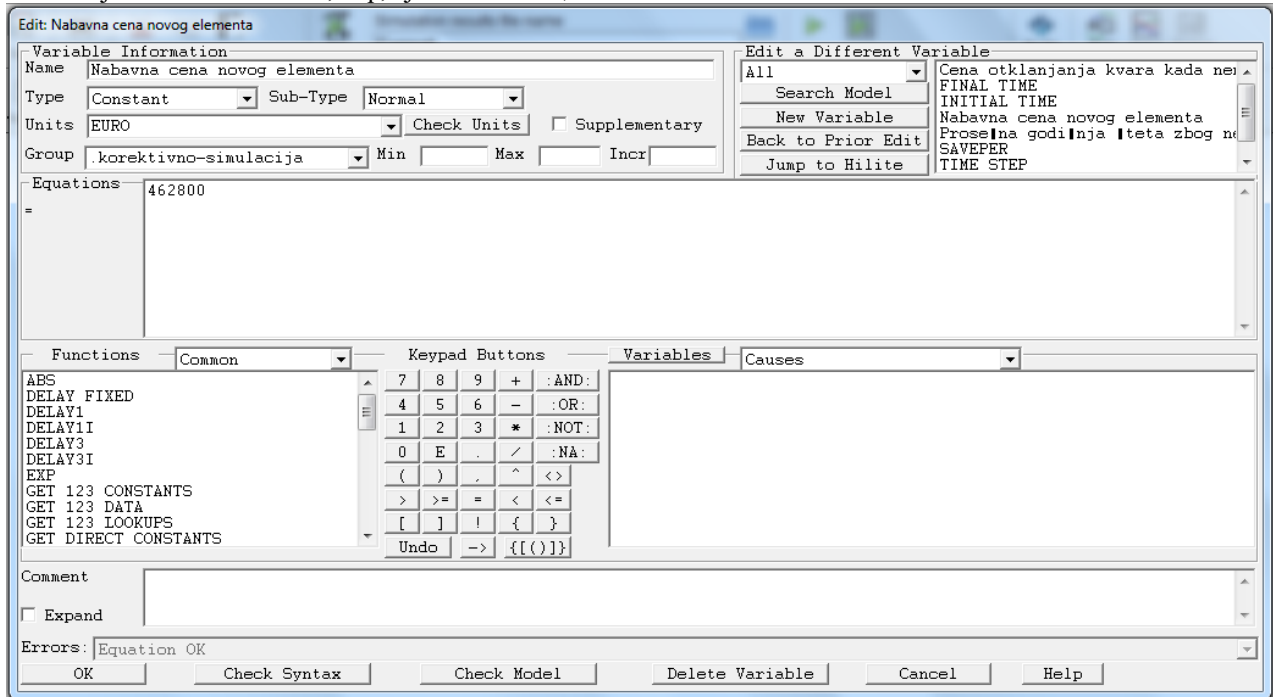 Edit: Nabavna cena novog elementa
Variable Information
Name Nabavna cena novog elementa
Type Constant Sub-Type Normal
Units EURO Check Units Supplementary
Group .korektivno-simulacija Min Max Incr
Edit a Different Variable
All
Search Model
New Variable
Back to Prior Edit
Jump to Hilite
Cena otklanjanja kvara kada
FINAL TIME
INITIAL TIME
Nabavna cena novog elementa
Prose▮na godi▮nja ▮teta zbog
SAVEPER
TIME STEP
Equations
=
462800
Functions Common
ABS
DELAY FIXED
DELAY1
DELAY1I
DELAY3
DELAY3I
EXP
GET 123 CONSTANTS
GET 123 DATA
GET 123 LOOKUPS
GET DIRECT CONSTANTS
Keypad Buttons
7 8 9 + :AND:
4 5 6 - :OR:
1 2 3 * :NOT:
0 E . / :NA:
( ) , ^ <>
> >= = < <=
[ ] ! { }
Undo -> {[()]}
Variables Causes
Comment
Expand
Errors: Equation OK
OK Check Syntax Check Model Delete Variable Cancel Help